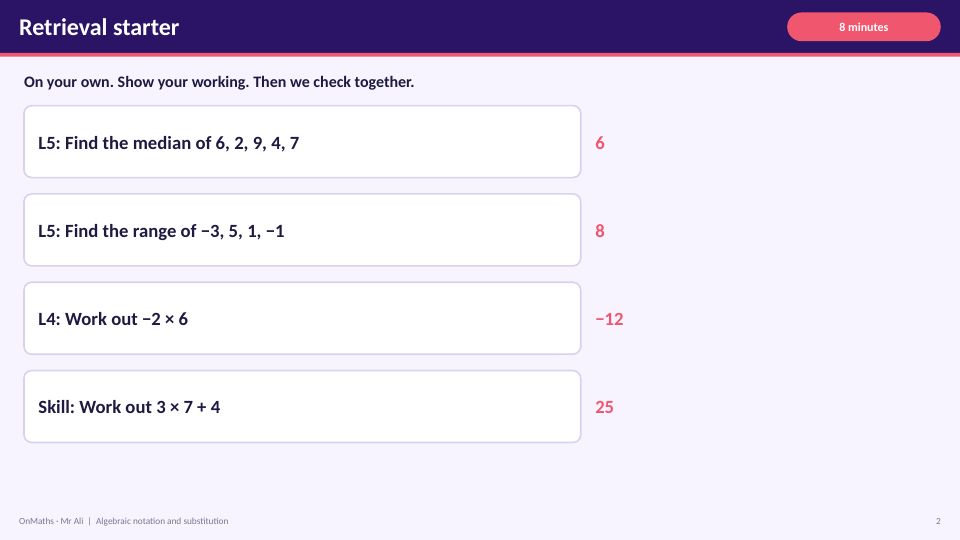 Retrieval starter
8 minutes
On your own. Show your working. Then we check together.
L5: Find the median of 6, 2, 9, 4, 7
6
L5: Find the range of −3, 5, 1, −1
8
L4: Work out −2 × 6
−12
Skill: Work out 3 × 7 + 4
25
OnMaths · Mr Ali | Algebraic notation and substitution
2